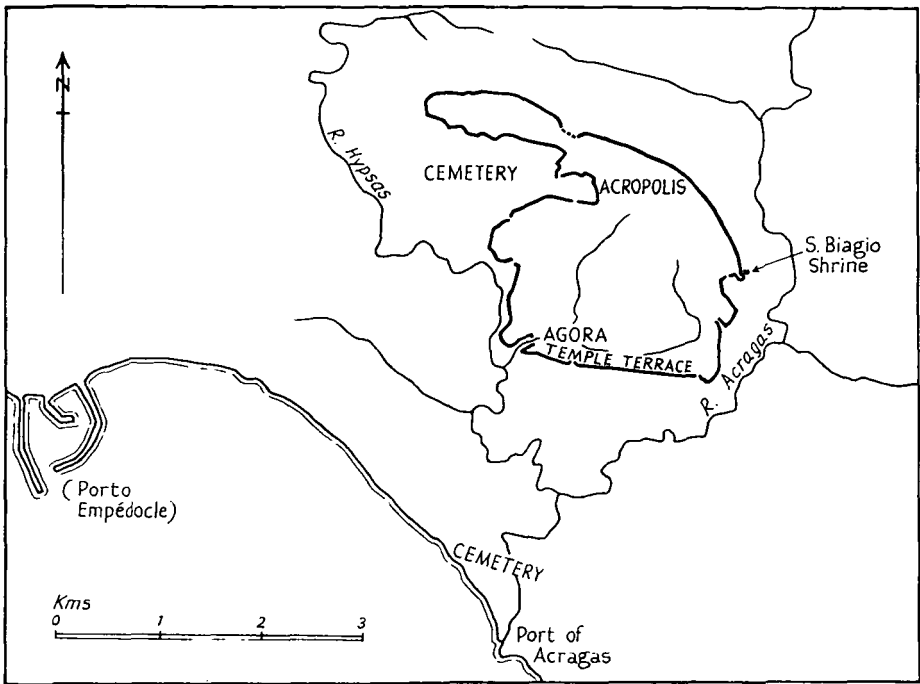 N
R. Hypsas
CEMETERY
ACROPOLIS
S. Biagio
Shrine
AGORA
TEMPLE TERRACE
R. Acragas
(Porto
Empédocle)
CEMETERY
Kms
0 1 2 3
Port of
Acragas